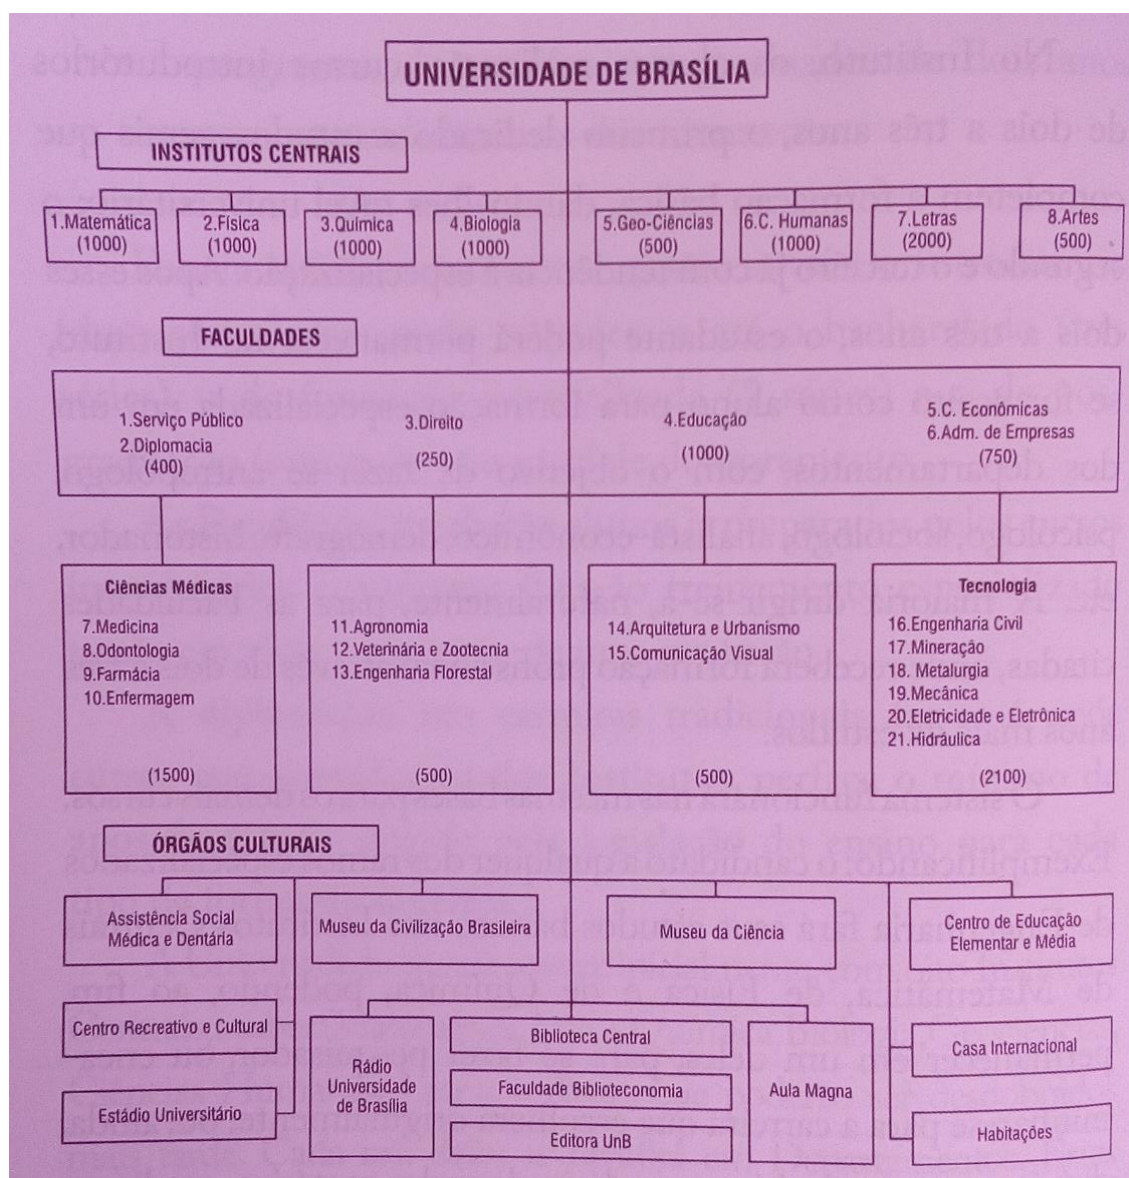 UNIVERSIDADE DE BRASÍLIA
INSTITUTOS CENTRAIS
1.Matemática
(1000)
2.Física
(1000)
3.Química
(1000)
4.Biologia
(1000)
5.Geo-Ciências
(500)
6.C. Humanas
(1000)
7.Letras
(2000)
8.Artes
(500)
FACULDADES
1.Serviço Público
2.Diplomacia
(400)
3.Direito
(250)
4.Educação
(1000)
5.C. Econômicas
6.Adm. de Empresas
(750)
Ciências Médicas
7.Medicina
8.Odontologia
9.Farmácia
10.Enfermagem
(1500)
11.Agronomia
12.Veterinária e Zootecnia
13.Engenharia Florestal
(500)
14.Arquitetura e Urbanismo
15.Comunicação Visual
(500)
Tecnologia
16.Engenharia Civil
17.Mineração
18. Metalurgia
19.Mecânica
20.Eletricidade e Eletrônica
21.Hidráulica
(2100)
ÓRGÃOS CULTURAIS
Assistência Social
Médica e Dentária
Museu da Civilização Brasileira
Museu da Ciência
Centro de Educação
Elementar e Média
Centro Recreativo e Cultural
Estádio Universitário
Rádio
Universidade
de Brasília
Biblioteca Central
Faculdade Biblioteconomia
Editora UnB
Aula Magna
Casa Internacional
Habitações